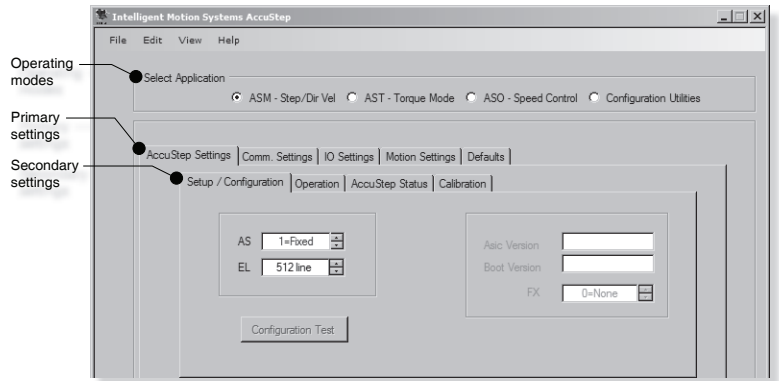 Intelligent Motion Systems AccuStep
File Edit View Help
Operating modes
Select Application
ASM - Step/Dir Vel AST - Torque Mode ASO - Speed Control Configuration Utilities
Primary settings
AccuStep Settings Comm. Settings IO Settings Motion Settings Defaults
Secondary settings
Setup / Configuration Operation AccuStep Status Calibration
AS 1=Fixed
EL 512 line
Asic Version
Boot Version
FX 0=None
Configuration Test